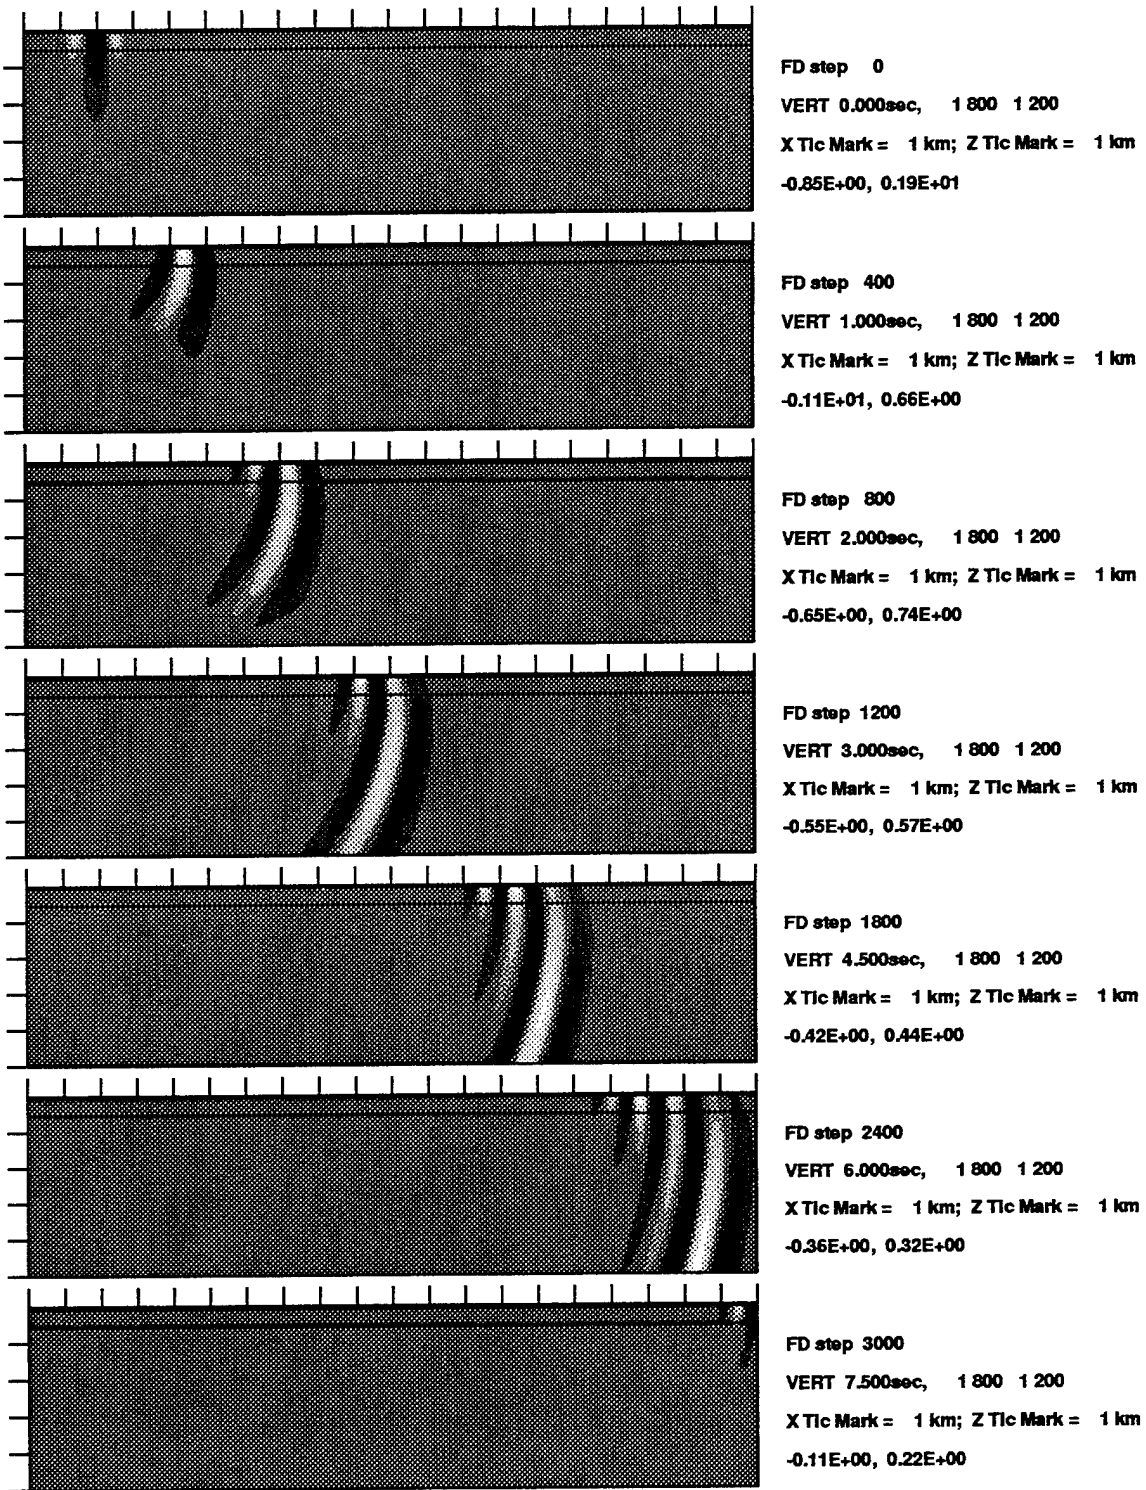 FD step 0
VERT 0.000sec, 1 800 1 200
X Tic Mark = 1 km; Z Tic Mark = 1 km
-0.85E+00, 0.19E+01
FD step 400
VERT 1.000sec, 1 800 1 200
X Tic Mark = 1 km; Z Tic Mark = 1 km
-0.11E+01, 0.66E+00
FD step 800
VERT 2.000sec, 1 800 1 200
X Tic Mark = 1 km; Z Tic Mark = 1 km
-0.65E+00, 0.74E+00
FD step 1200
VERT 3.000sec, 1 800 1 200
X Tic Mark = 1 km; Z Tic Mark = 1 km
-0.55E+00, 0.57E+00
FD step 1800
VERT 4.500sec, 1 800 1 200
X Tic Mark = 1 km; Z Tic Mark = 1 km
-0.42E+00, 0.44E+00
FD step 2400
VERT 6.000sec, 1 800 1 200
X Tic Mark = 1 km; Z Tic Mark = 1 km
-0.36E+00, 0.32E+00
FD step 3000
VERT 7.500sec, 1 800 1 200
X Tic Mark = 1 km; Z Tic Mark = 1 km
-0.11E+00, 0.22E+00